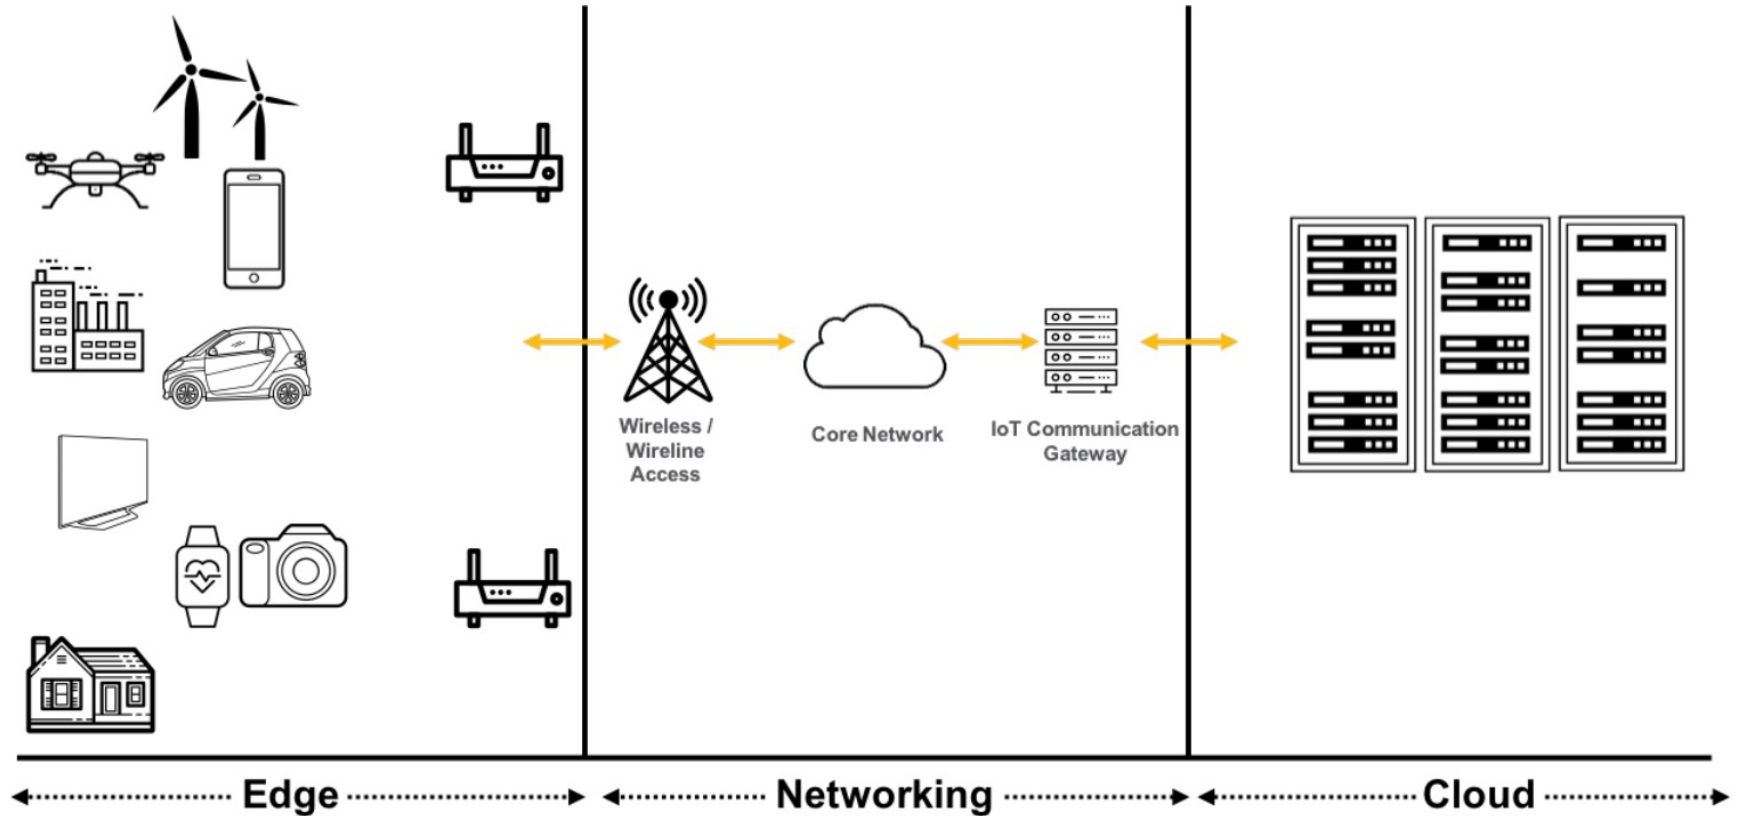 Wireless /
Wireline
Access
Core Network
IoT Communication
Gateway
Edge
Networking
Cloud